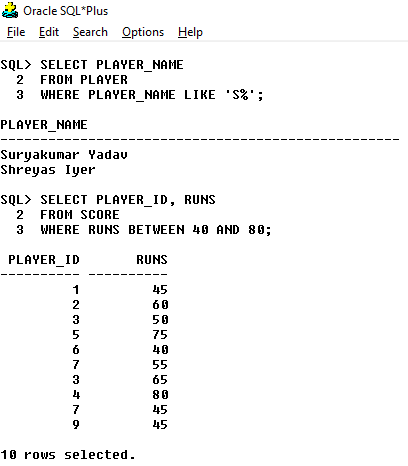 Oracle SQL*Plus
File Edit Search Options Help
SQL> SELECT PLAYER_NAME
  2  FROM PLAYER
  3  WHERE PLAYER_NAME LIKE 'S%';
PLAYER_NAME
--------------------------------------------------
Suryakumar Yadav
Shreyas Iyer
SQL> SELECT PLAYER_ID, RUNS
  2  FROM SCORE
  3  WHERE RUNS BETWEEN 40 AND 80;
 PLAYER_ID       RUNS
---------- ----------
         1         45
         2         60
         3         50
         5         75
         6         40
         7         55
         3         65
         4         80
         7         45
         9         45
10 rows selected.